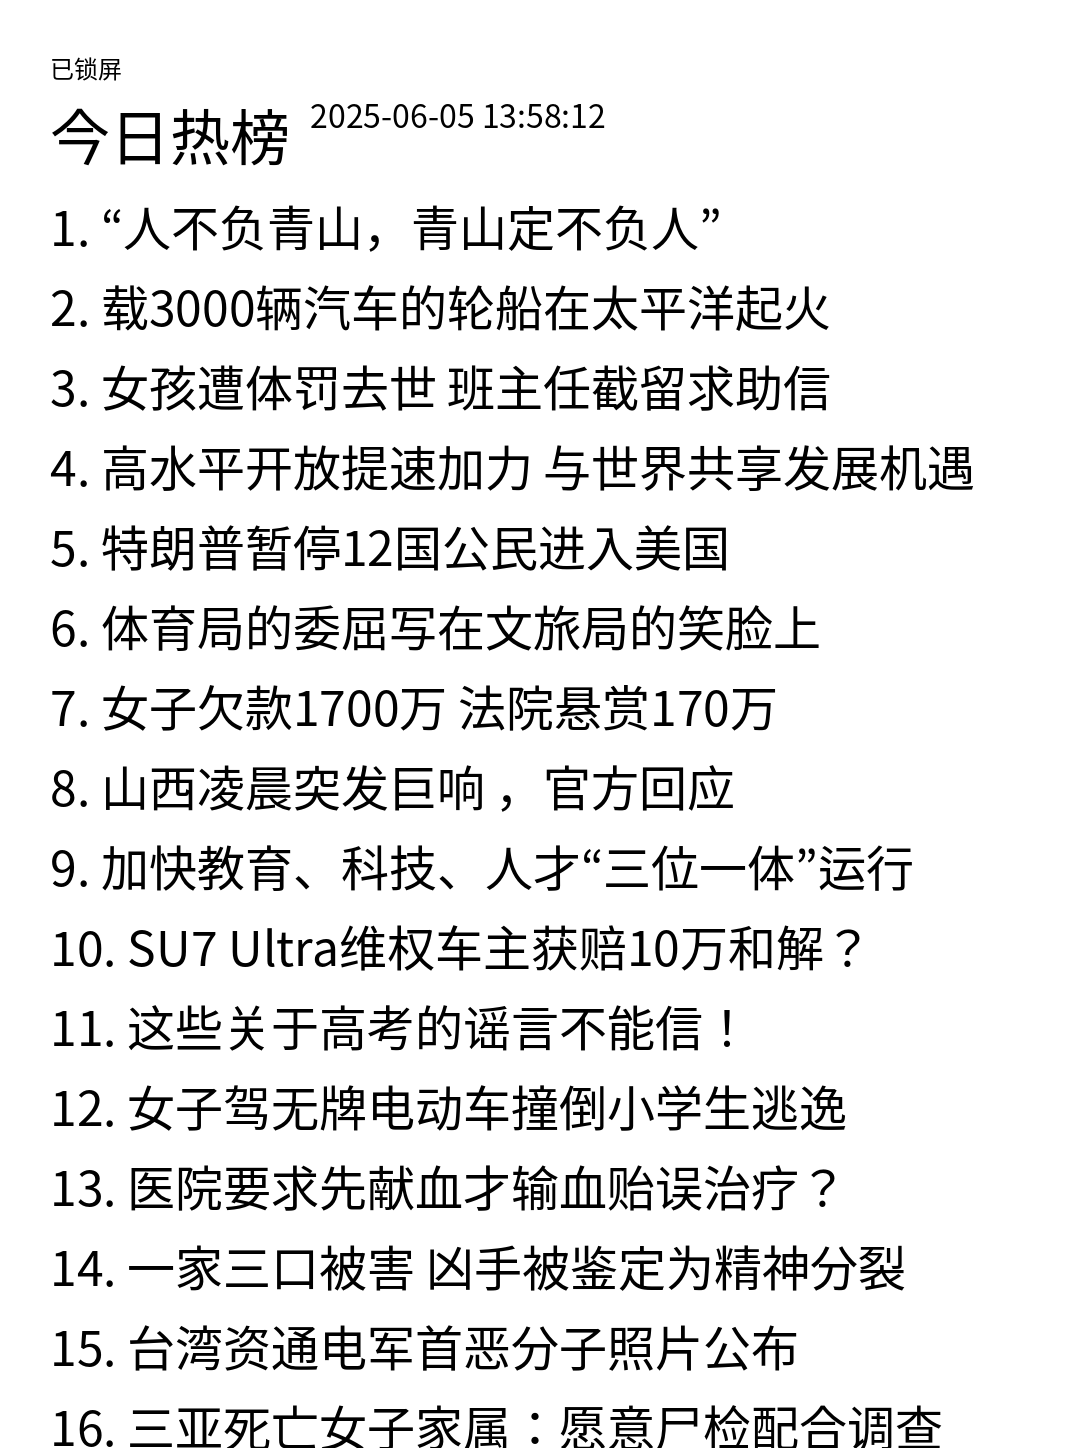 已锁屏
今日热榜 2025-06-05 13:58:12
1. “人不负青山，青山定不负人”
2. 载3000辆汽车的轮船在太平洋起火
3. 女孩遭体罚去世 班主任截留求助信
4. 高水平开放提速加力 与世界共享发展机遇
5. 特朗普暂停12国公民进入美国
6. 体育局的委屈写在文旅局的笑脸上
7. 女子欠款1700万 法院悬赏170万
8. 山西凌晨突发巨响 ，官方回应
9. 加快教育、科技、人才“三位一体”运行
10. SU7 Ultra维权车主获赔10万和解？
11. 这些关于高考的谣言不能信！
12. 女子驾无牌电动车撞倒小学生逃逸
13. 医院要求先献血才输血贻误治疗？
14. 一家三口被害 凶手被鉴定为精神分裂
15. 台湾资通电军首恶分子照片公布
16. 三亚死亡女子家属：愿意尸检配合调查